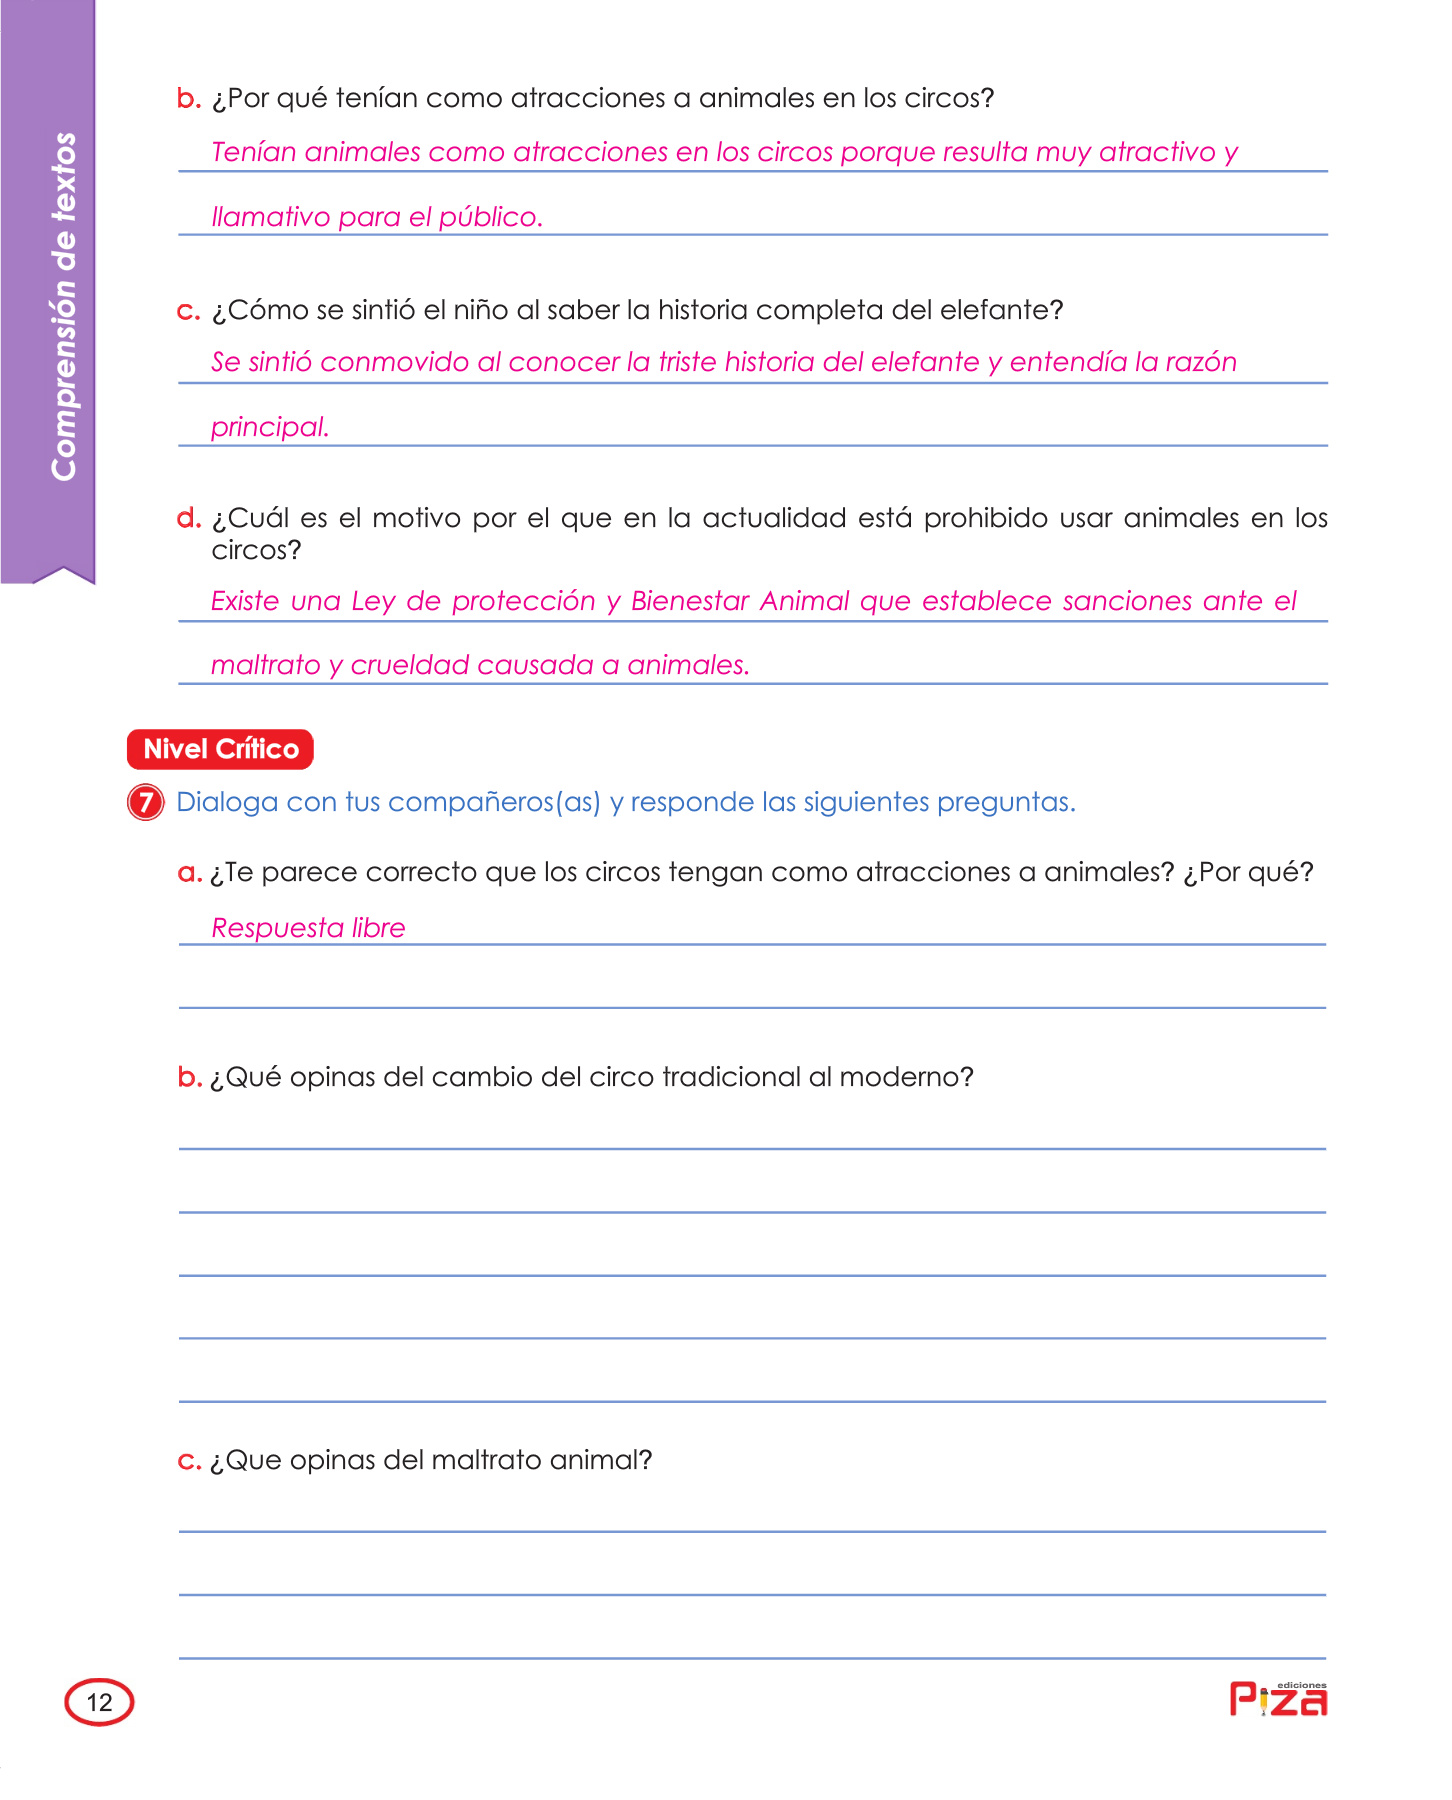 Comprensión de textos
b. ¿Por qué tenían como atracciones a animales en los circos?
Tenían animales como atracciones en los circos porque resulta muy atractivo y
llamativo para el público.
c. ¿Cómo se sintió el niño al saber la historia completa del elefante?
Se sintió conmovido al conocer la triste historia del elefante y entendía la razón
principal.
d. ¿Cuál es el motivo por el que en la actualidad está prohibido usar animales en los
circos?
Existe una Ley de protección y Bienestar Animal que establece sanciones ante el
maltrato y crueldad causada a animales.
Nivel Crítico
7 Dialoga con tus compañeros(as) y responde las siguientes preguntas.
a. ¿Te parece correcto que los circos tengan como atracciones a animales? ¿Por qué?
Respuesta libre
b. ¿Qué opinas del cambio del circo tradicional al moderno?
c. ¿Que opinas del maltrato animal?
12
ediciones
Piza